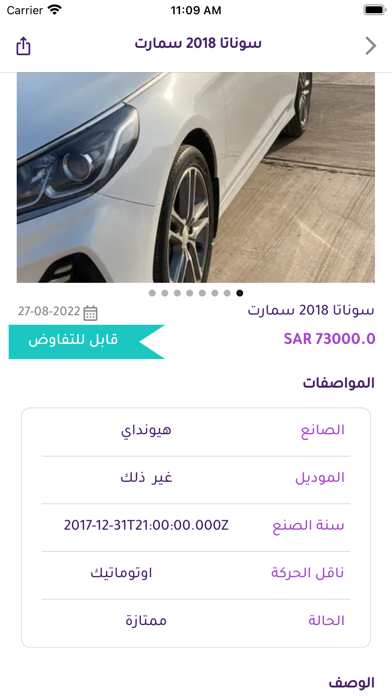 Carrier 11:09 AM
سوناتا 2018 سمارت
سوناتا 2018 سمارت
27-08-2022
SAR 73000.0
قابل للتفاوض
المواصفات
الصانع هيونداي
الموديل غير ذلك
سنة الصنع 2017-12-31T21:00:00.000Z
ناقل الحركة اوتوماتيك
الحالة ممتازة
الوصف